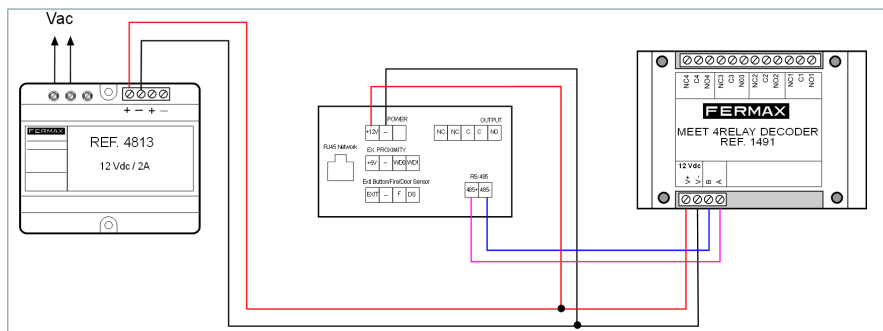 Vac
+ − + −
FERMAX
REF. 4813
12 Vdc / 2A
POWER
OUTPUT
+12V −
NC NC C C NO
RJ45 Network
EX. PROXIMITY
+5V − WD0 WD1
Exit Button/Fire/Door Sensor
EXIT − F DS
RS-485
485+ 485-
NC4 C4 NO4 NC3 C3 NO3 NC2 C2 NO2 NC1 C1 NO1
FERMAX
MEET 4RELAY DECODER
REF. 1491
12 Vdc
V+ V- B A